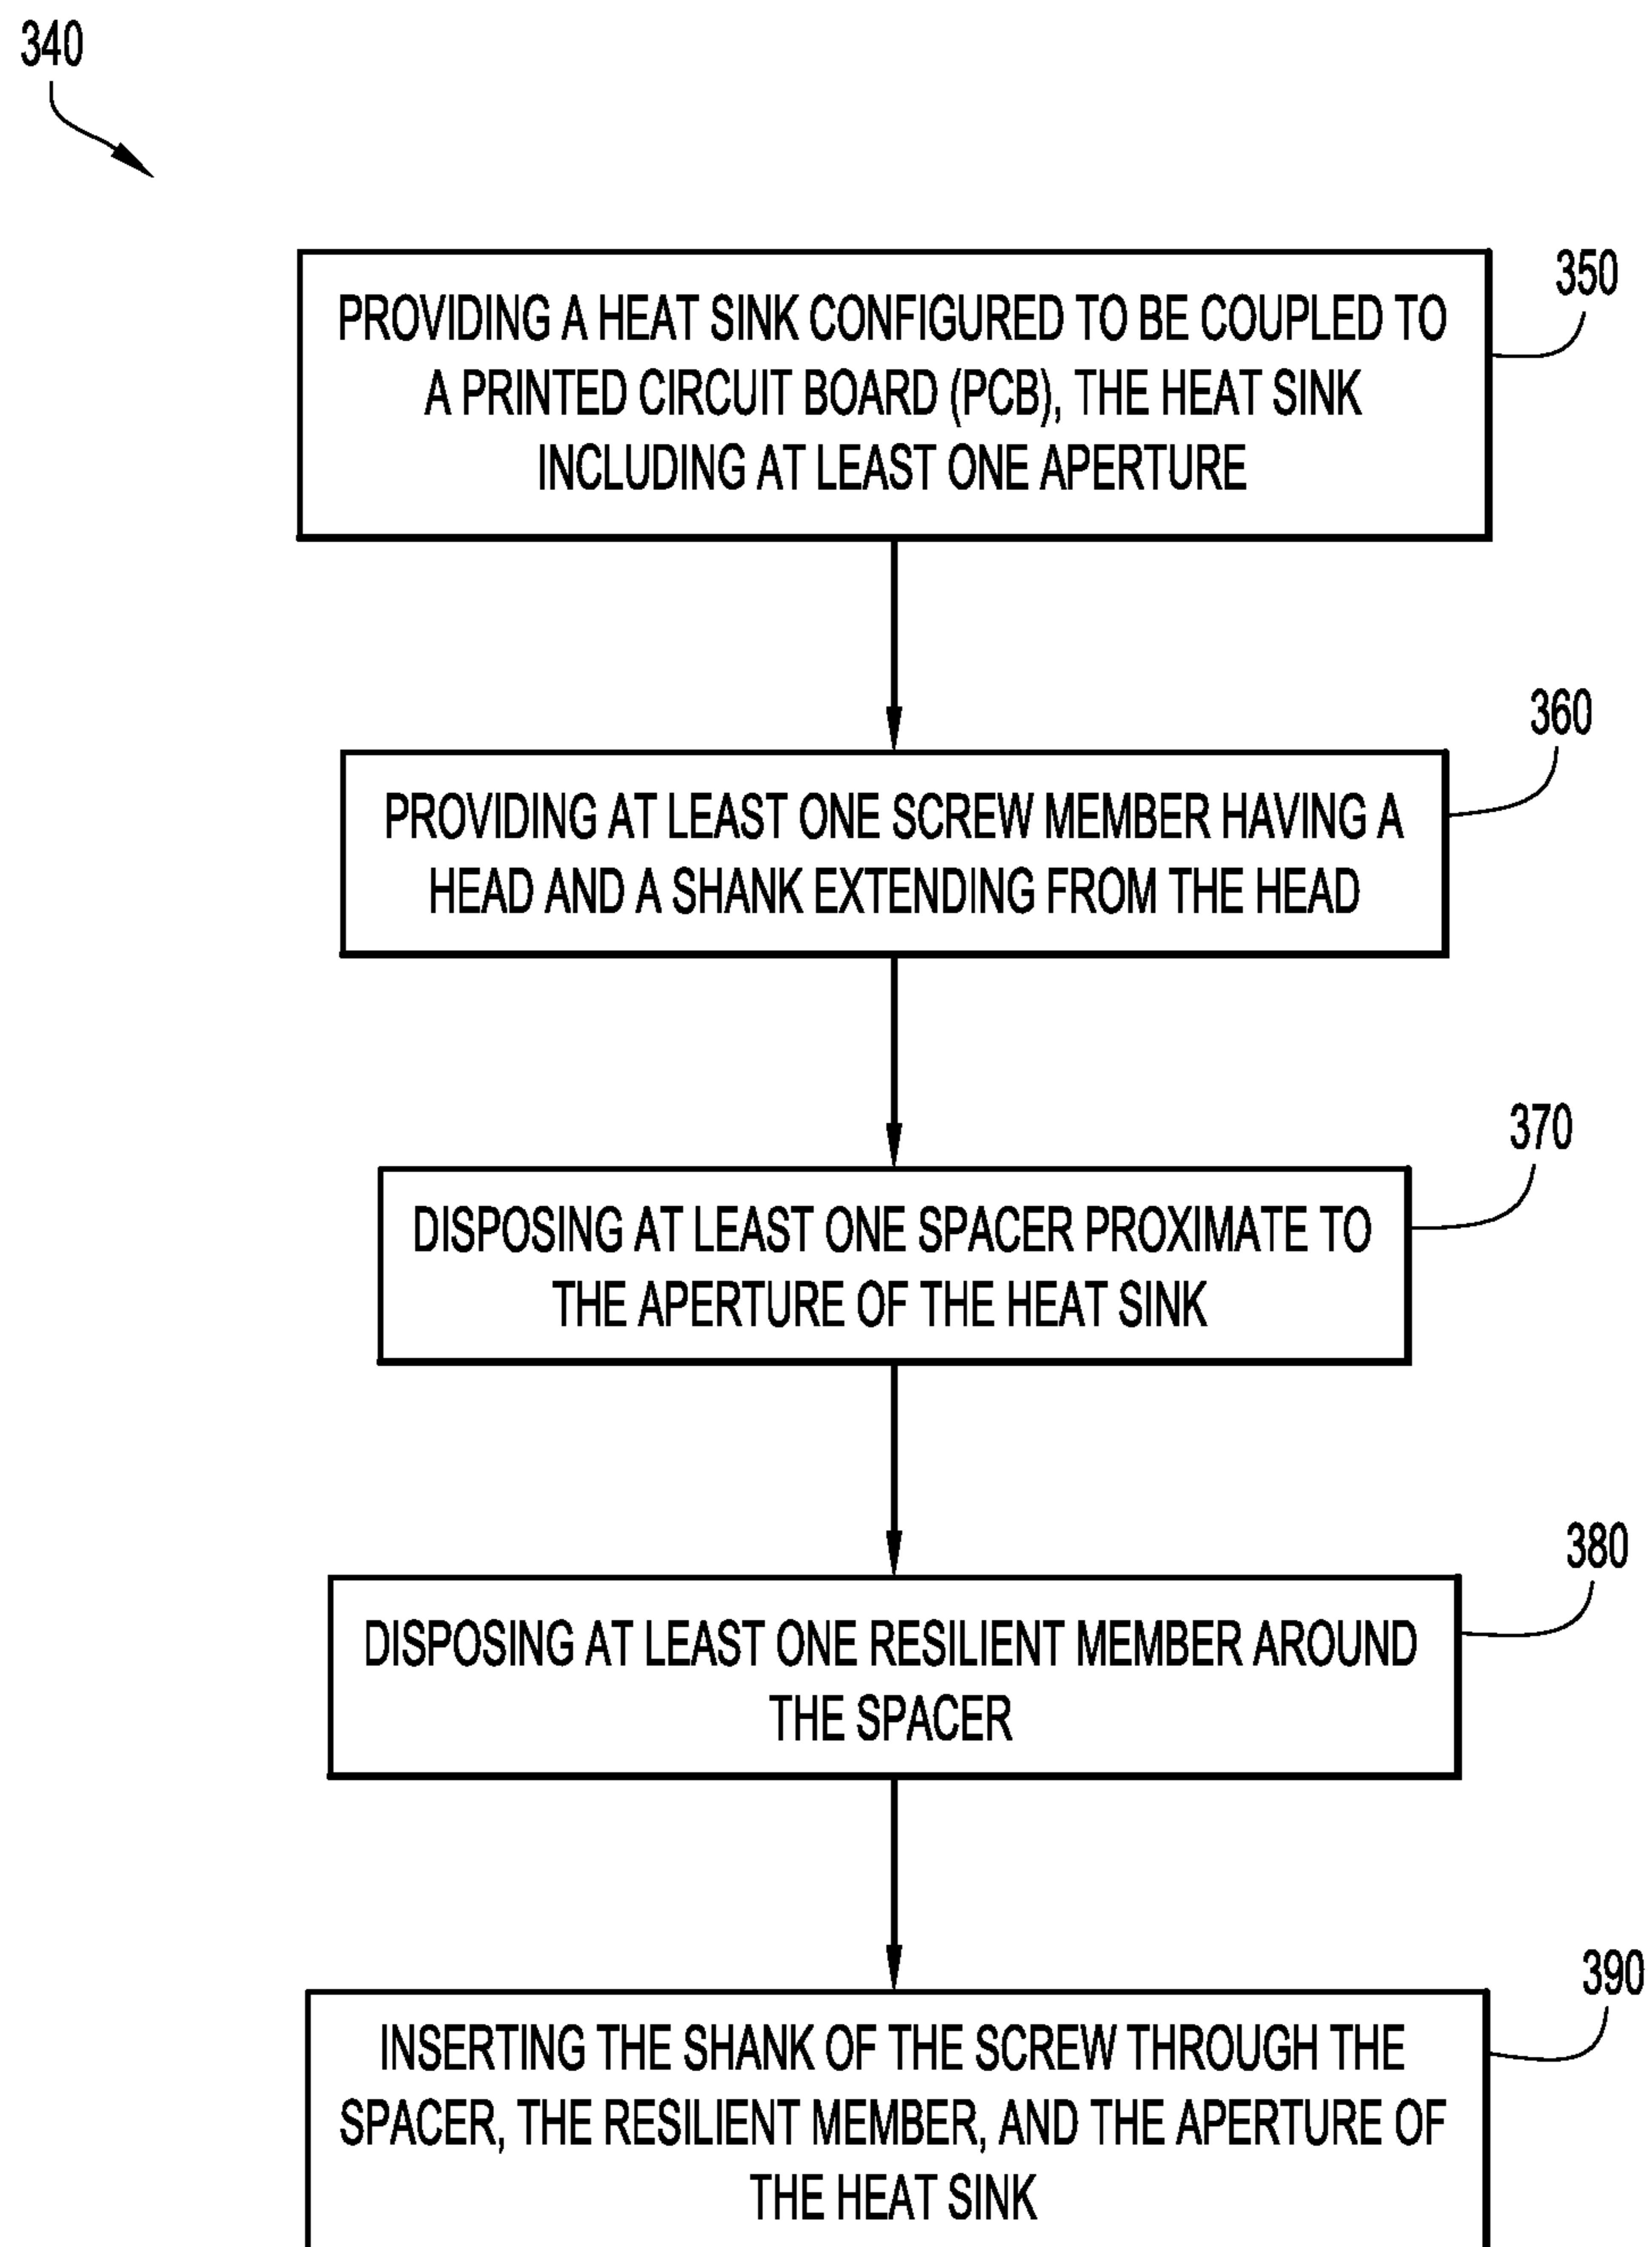 340
350
PROVIDING A HEAT SINK CONFIGURED TO BE COUPLED TO
A PRINTED CIRCUIT BOARD (PCB), THE HEAT SINK
INCLUDING AT LEAST ONE APERTURE
360
PROVIDING AT LEAST ONE SCREW MEMBER HAVING A
HEAD AND A SHANK EXTENDING FROM THE HEAD
370
DISPOSING AT LEAST ONE SPACER PROXIMATE TO
THE APERTURE OF THE HEAT SINK
380
DISPOSING AT LEAST ONE RESILIENT MEMBER AROUND
THE SPACER
390
INSERTING THE SHANK OF THE SCREW THROUGH THE
SPACER, THE RESILIENT MEMBER, AND THE APERTURE OF
THE HEAT SINK